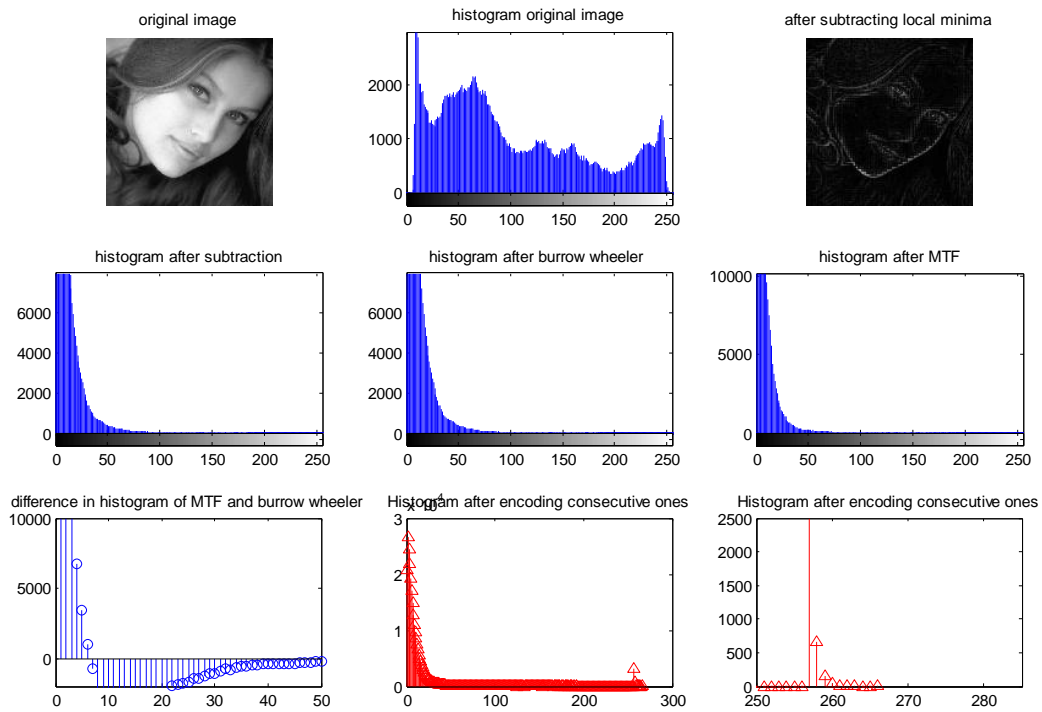 original image
histogram original image
after subtracting local minima
2000
1000
0
0 50 100 150 200 250
histogram after subtraction
histogram after burrow wheeler
histogram after MTF
6000
4000
2000
0
0 50 100 150 200 250
6000
4000
2000
0
0 50 100 150 200 250
10000
5000
0
0 50 100 150 200 250
difference in histogram of MTF and burrow wheeler
Histogram after encoding consecutive ones
Histogram after encoding consecutive ones
10000
5000
0
0 10 20 30 40 50
3
2
1
0
0 100 200 300
2500
2000
1500
1000
500
0
250 260 270 280